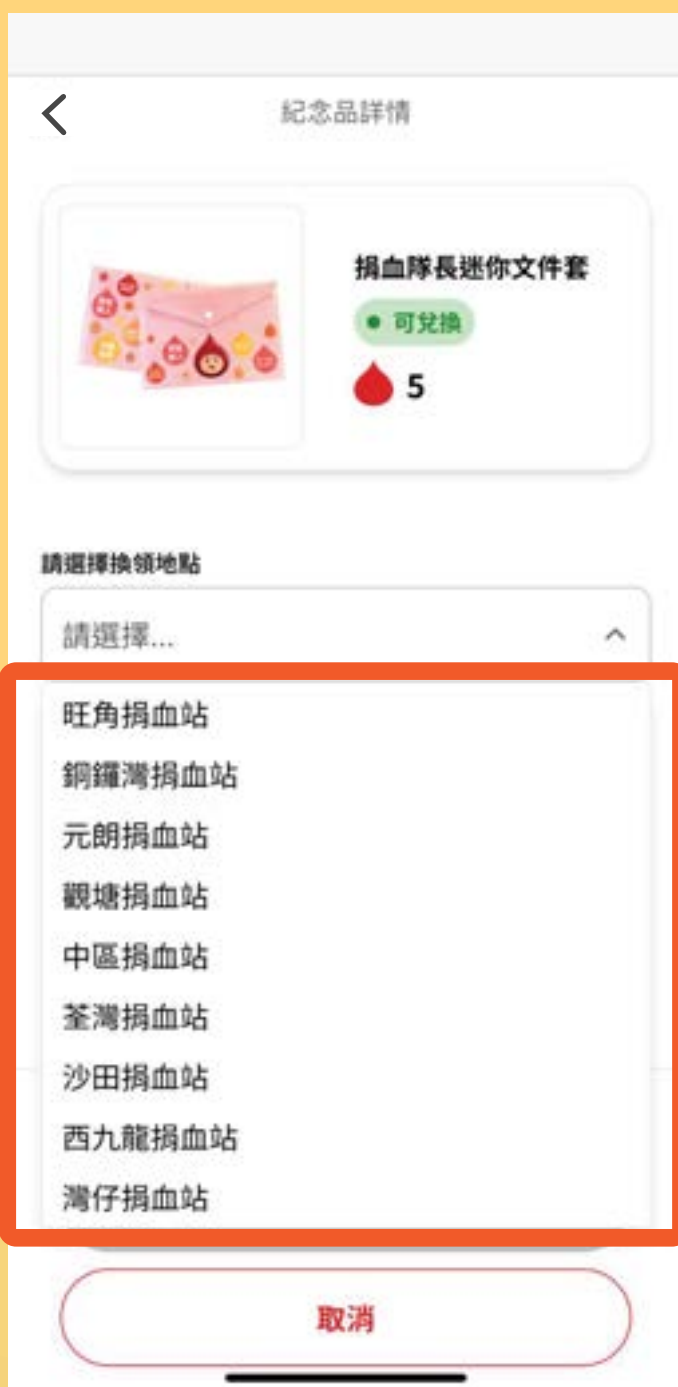 紀念品詳情
捐血隊長迷你文件套
可兌換
5
請選擇換領地點
請選擇...
旺角捐血站
銅鑼灣捐血站
元朗捐血站
觀塘捐血站
中區捐血站
荃灣捐血站
沙田捐血站
西九龍捐血站
灣仔捐血站
取消